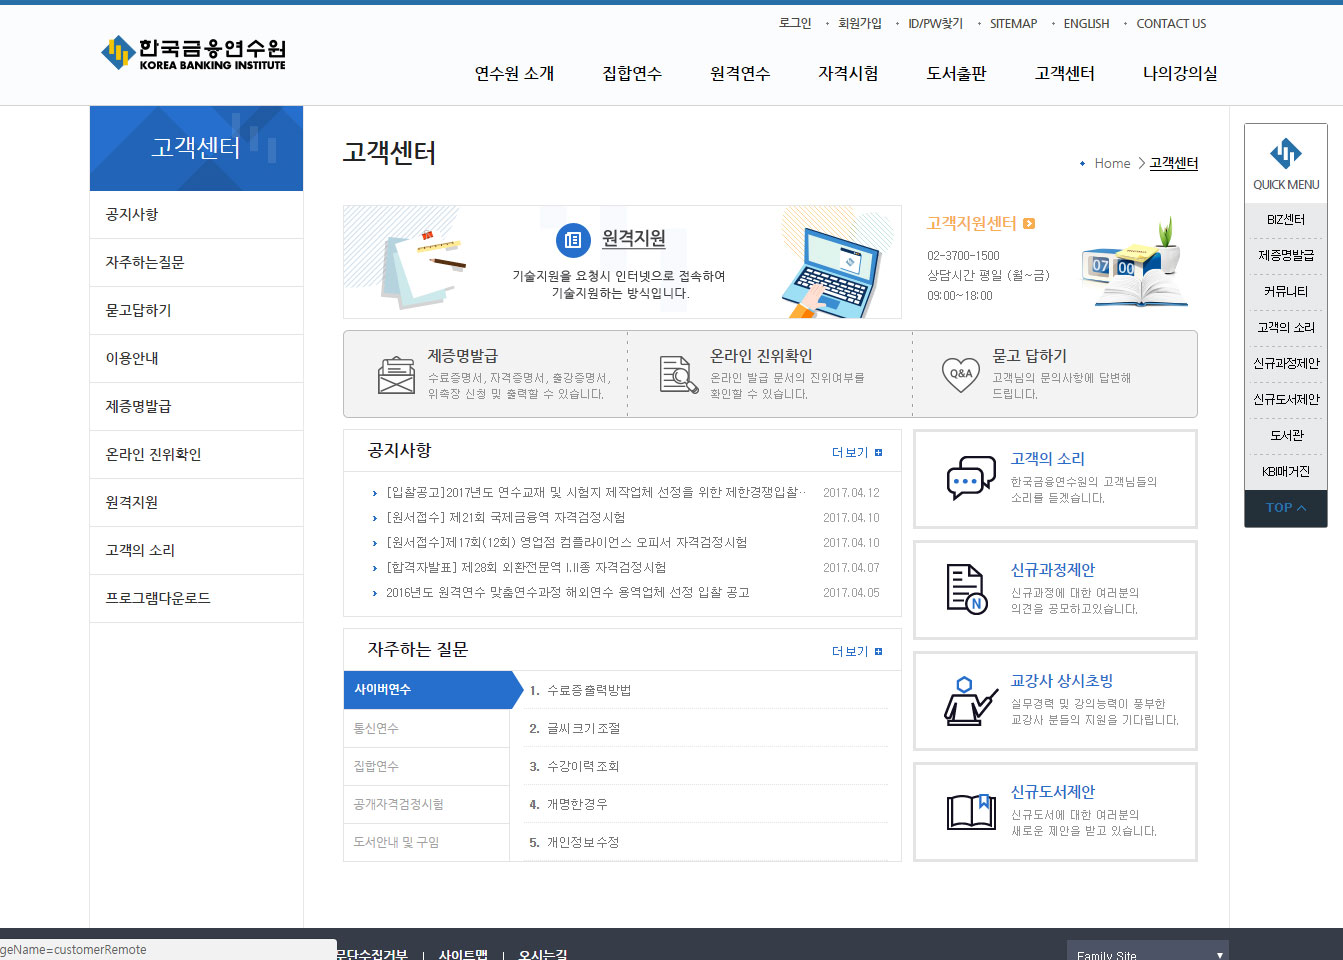 로그인 회원가입 ID/PW찾기 SITEMAP ENGLISH CONTACT US
한국금융연수원
KOREA BANKING INSTITUTE
연수원 소개 집합연수 원격연수 자격시험 도서출판 고객센터 나의강의실
고객센터
공지사항
자주하는질문
묻고답하기
이용안내
제증명발급
온라인 진위확인
원격지원
고객의 소리
프로그램다운로드
고객센터
Home > 고객센터
원격지원
기술지원을 요청시 인터넷으로 접속하여
기술지원하는 방식입니다.
고객지원센터
02-3700-1500
상담시간 평일 (월~금)
09:00~18:00
07 00
제증명발급
수료증명서, 자격증명서, 출강증명서,
위촉장 신청 및 출력할 수 있습니다.
온라인 진위확인
온라인 발급 문서의 진위여부를
확인할 수 있습니다.
Q&A
묻고 답하기
고객님의 문의사항에 답변해
드립니다.
공지사항 더보기
[입찰공고]2017년도 연수교재 및 시험지 제작업체 선정을 위한 제한경쟁입찰… 2017.04.12
[원서접수] 제21회 국제금융역 자격검정시험 2017.04.10
[원서접수]제17회(12회) 영업점 컴플라이언스 오피서 자격검정시험 2017.04.10
[합격자발표] 제28회 외환전문역 I.II종 자격검정시험 2017.04.07
2016년도 원격연수 맞춤연수과정 해외연수 용역업체 선정 입찰 공고 2017.04.05
자주하는 질문 더보기
사이버연수
통신연수
집합연수
공개자격검정시험
도서안내 및 구입
1. 수료증출력방법
2. 글씨크기조절
3. 수강이력조회
4. 개명한경우
5. 개인정보수정
고객의 소리
한국금융연수원의 고객님들의
소리를 듣겠습니다.
N
신규과정제안
신규과정에 대한 여러분의
의견을 공모하고있습니다.
교강사 상시초빙
실무경력 및 강의능력이 풍부한
교강사 분들의 지원을 기다립니다.
신규도서제안
신규도서에 대한 여러분의
새로운 제안을 받고 있습니다.
QUICK MENU
BIZ센터
제증명발급
커뮤니티
고객의 소리
신규과정제안
신규도서제안
도서관
KBI매거진
TOP
geName=customerRemote
무단수집거부 | 사이트맵 | 오시는길
Family Site